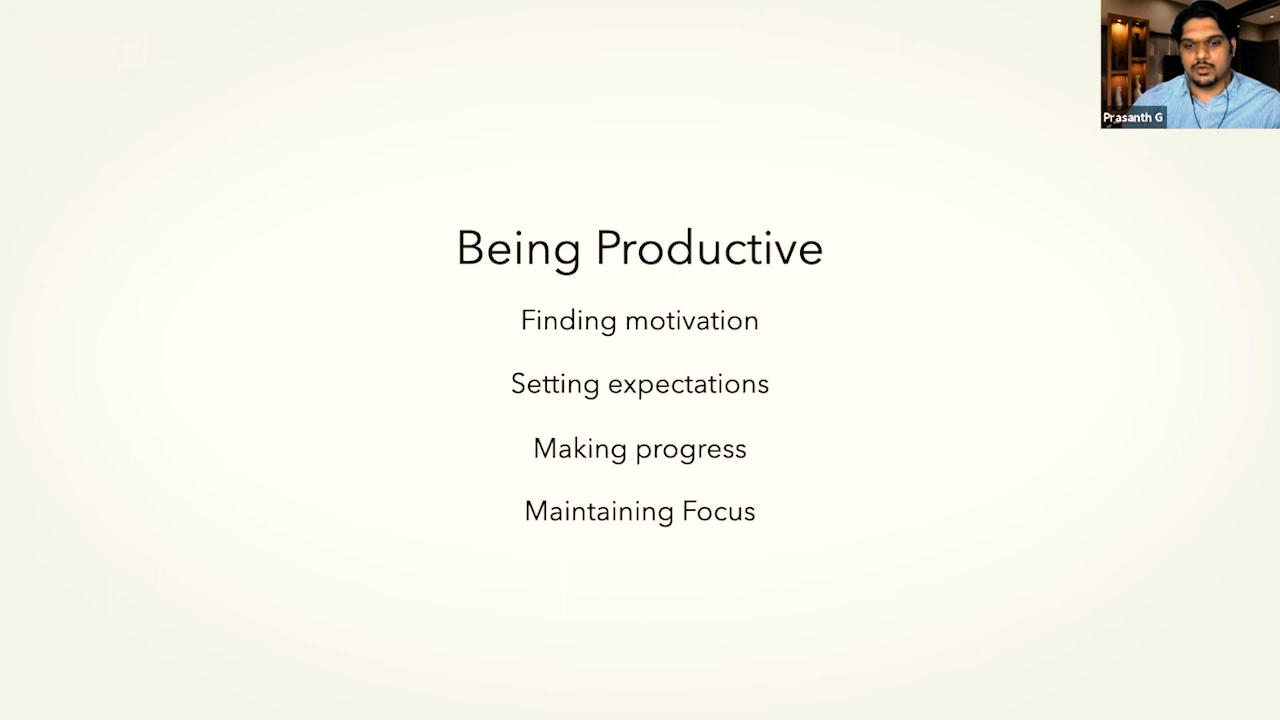 Prasanth G
Being Productive
Finding motivation
Setting expectations
Making progress
Maintaining Focus